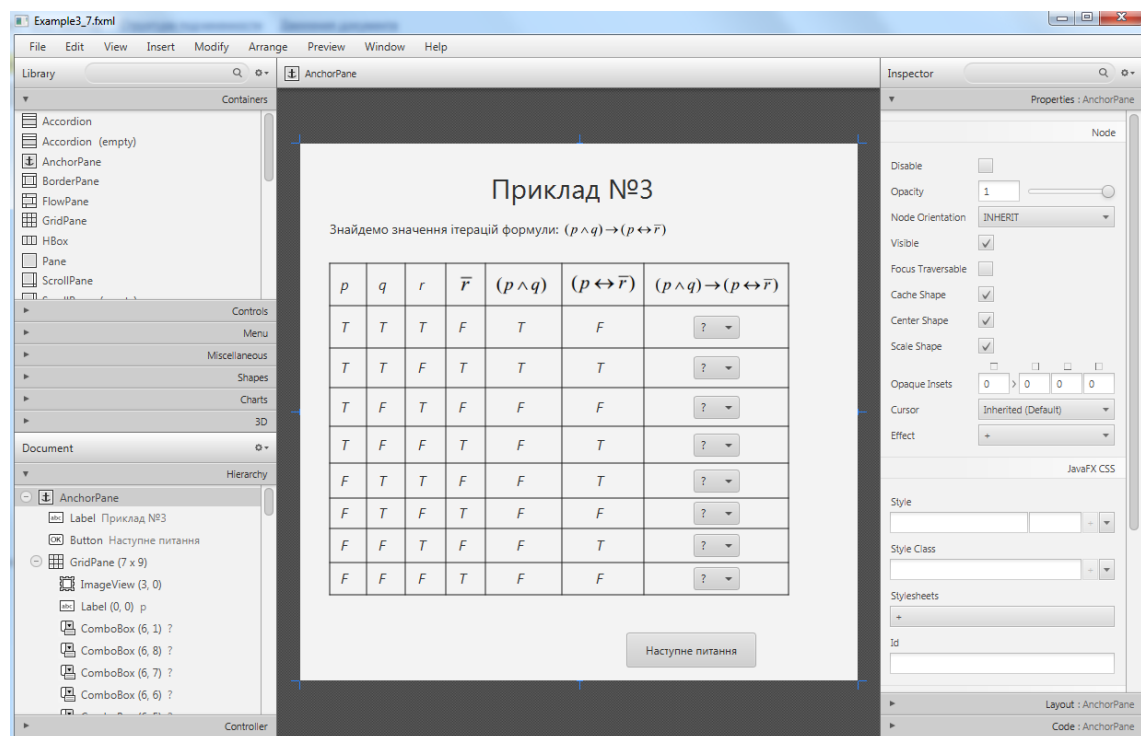 Example3_7.fxml
File Edit View Insert Modify Arrange Preview Window Help
Library
Containers
Accordion
Accordion (empty)
AnchorPane
BorderPane
FlowPane
GridPane
HBox
Pane
ScrollPane
Controls
Menu
Miscellaneous
Shapes
Charts
3D
Document
Hierarchy
AnchorPane
Label Приклад №3
Button Наступне питання
GridPane (7 x 9)
ImageView (3, 0)
Label (0, 0) p
ComboBox (6, 1) ?
ComboBox (6, 8) ?
ComboBox (6, 7) ?
ComboBox (6, 6) ?
Controller
AnchorPane
Приклад №3
Знайдемо значення ітерацій формули: (p ∧ q) → (p ↔ r̅)
p q r r̅ (p ∧ q) (p ↔ r̅) (p ∧ q) → (p ↔ r̅)
T T T F T F ?
T T F T T T ?
T F T F F F ?
T F F T F T ?
F T T F F T ?
F T F T F F ?
F F T F F T ?
F F F T F F ?
Наступне питання
Inspector
Properties : AnchorPane
Node
Disable
Opacity 1
Node Orientation INHERIT
Visible
Focus Traversable
Cache Shape
Center Shape
Scale Shape
Opaque Insets 0 > 0 0 0
Cursor Inherited (Default)
Effect +
JavaFX CSS
Style
Style Class
Stylesheets
+
Id
Layout : AnchorPane
Code : AnchorPane